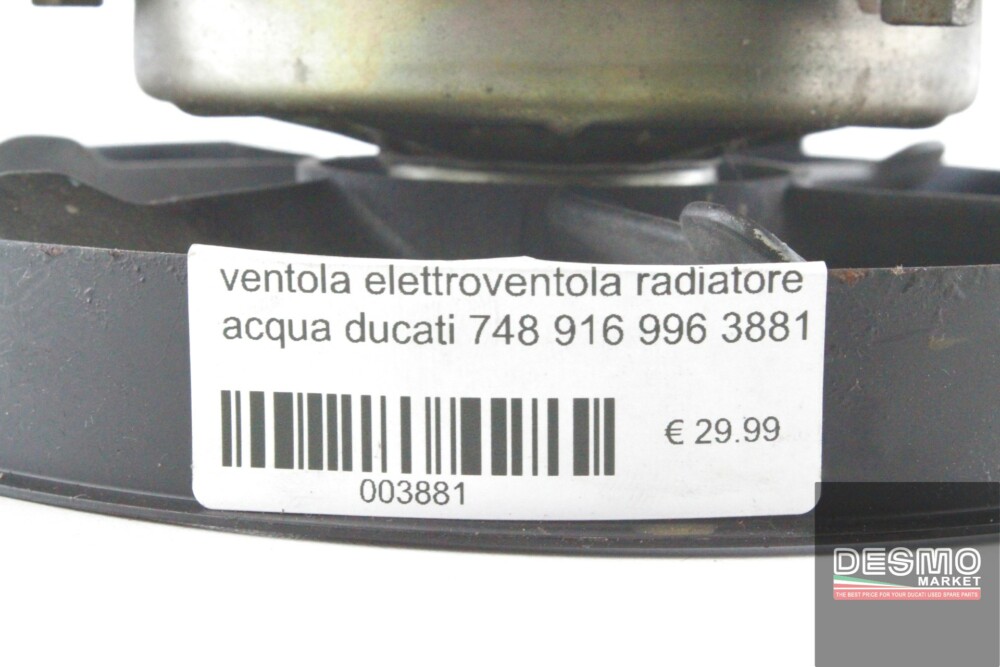 ventola elettroventola radiatore
acqua ducati 748 916 996 3881
€ 29.99
003881
DESMO
MARKET
THE BEST PRICE FOR YOUR DUCATI USED SPARE PARTS